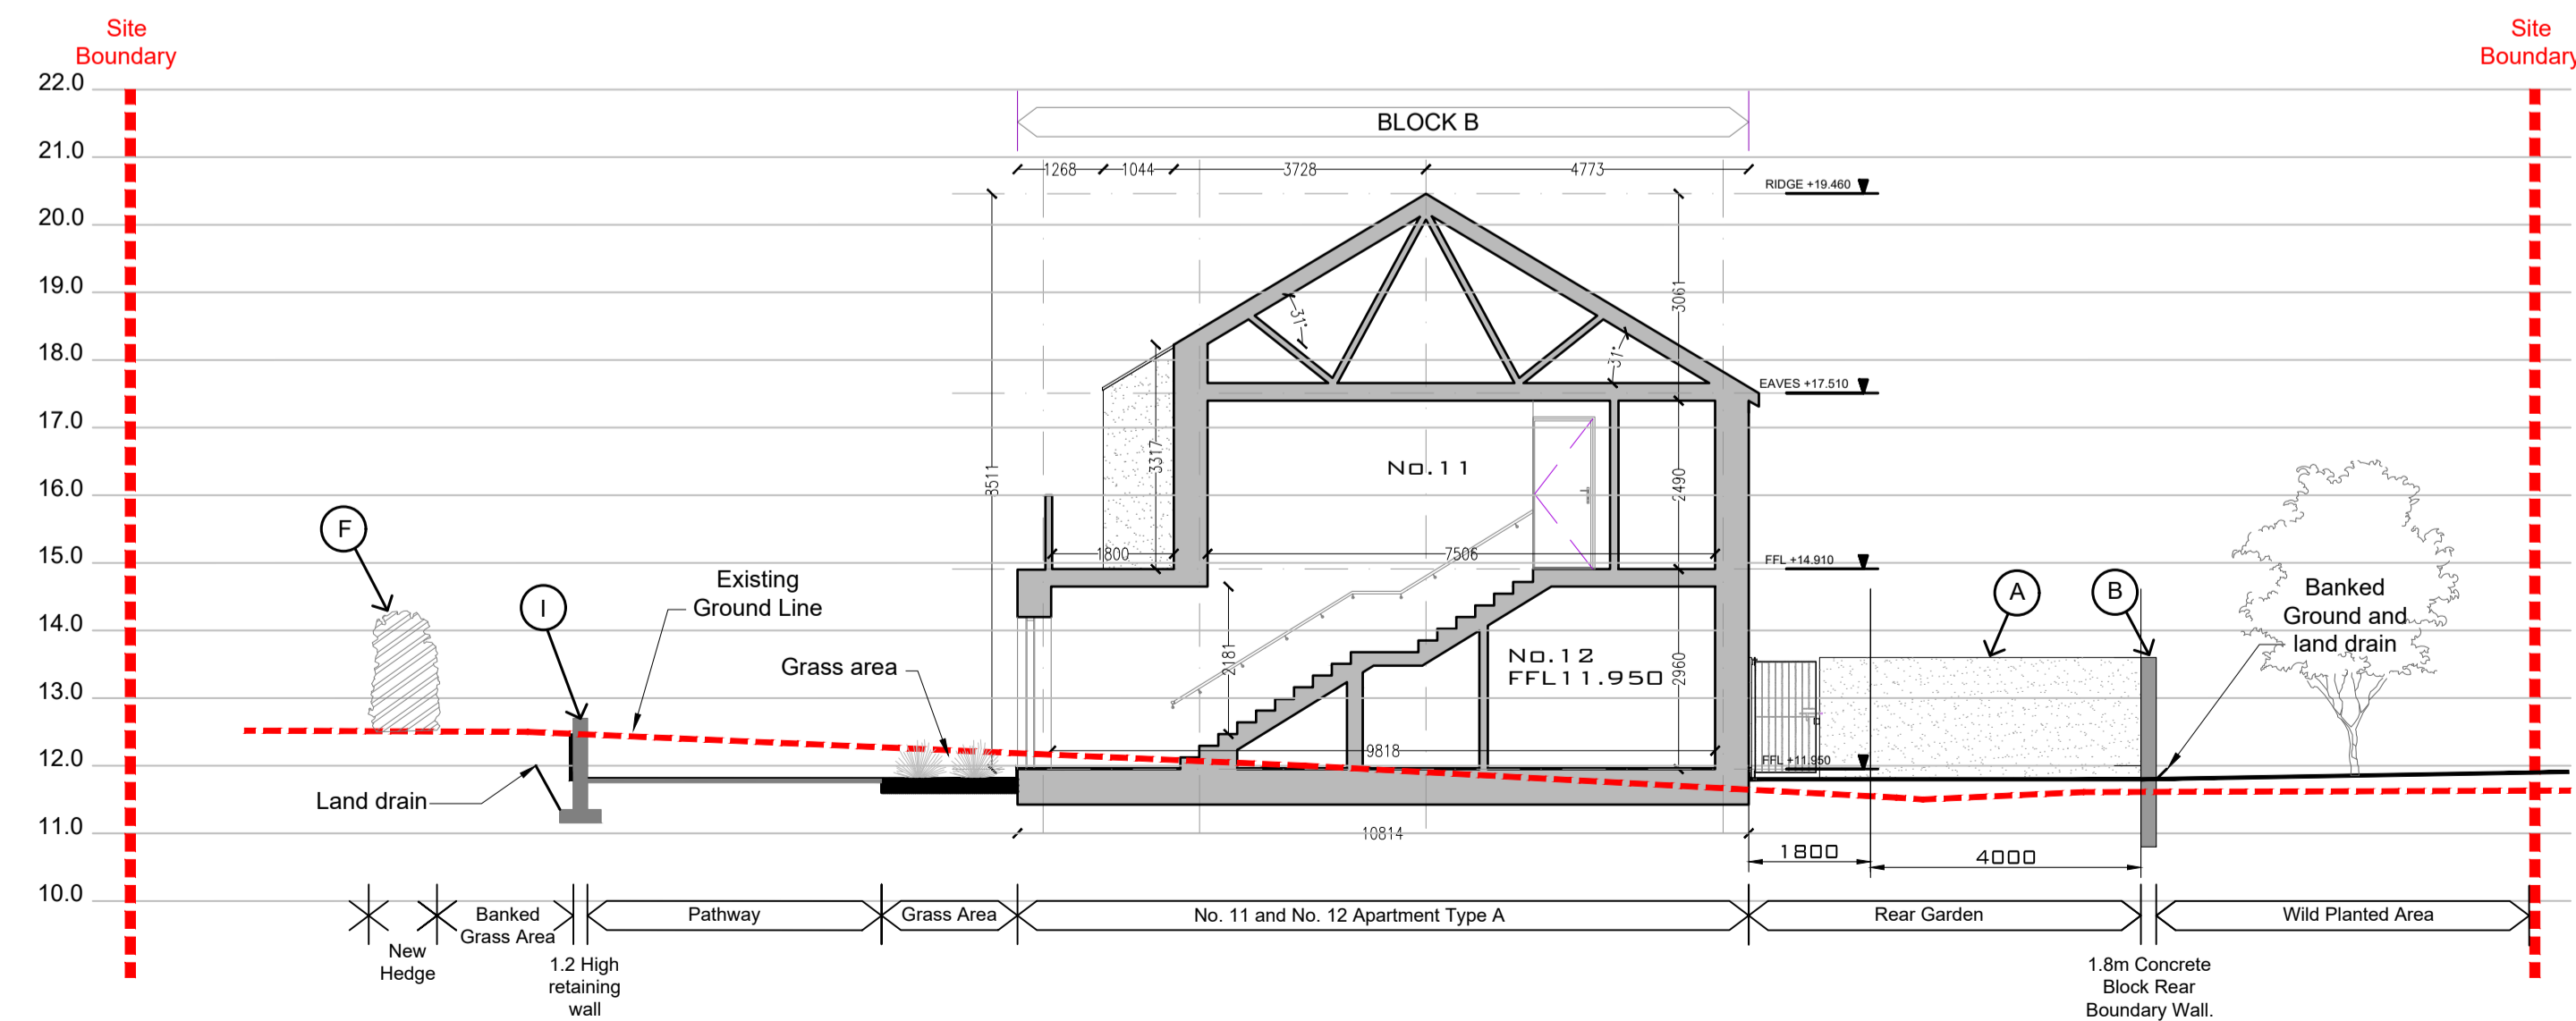 Site
Boundary
Site
Boundary
22.0
BLOCK B
21.0
1268
1044
3728
4773
RIDGE +19.460
20.0
19.0
3061
31°
31°
18.0
EAVES +17.510
17.0
3317
No.11
8511
2490
16.0
F
15.0
1800
7506
FFL +14.910
Existing
Ground Line
I
A
B
Banked
Ground and
land drain
14.0
Grass area
2181
No.12
FFL11.950
2960
13.0
12.0
9818
FFL +11.950
Land drain
11.0
10814
1800
4000
10.0
New
Hedge
Banked
Grass Area
1.2 High
retaining
wall
Pathway
Grass Area
No. 11 and No. 12 Apartment Type A
Rear Garden
1.8m Concrete
Block Rear
Boundary Wall.
Wild Planted Area